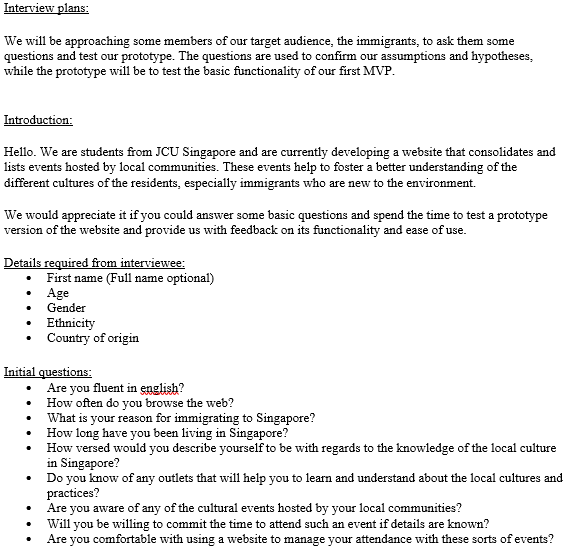 Interview plans:
We will be approaching some members of our target audience, the immigrants, to ask them some
questions and test our prototype. The questions are used to confirm our assumptions and hypotheses,
while the prototype will be to test the basic functionality of our first MVP.
Introduction:
Hello. We are students from JCU Singapore and are currently developing a website that consolidates and
lists events hosted by local communities. These events help to foster a better understanding of the
different cultures of the residents, especially immigrants who are new to the environment.
We would appreciate it if you could answer some basic questions and spend the time to test a prototype
version of the website and provide us with feedback on its functionality and ease of use.
Details required from interviewee:
• First name (Full name optional)
• Age
• Gender
• Ethnicity
• Country of origin
Initial questions:
• Are you fluent in english?
• How often do you browse the web?
• What is your reason for immigrating to Singapore?
• How long have you been living in Singapore?
• How versed would you describe yourself to be with regards to the knowledge of the local culture
in Singapore?
• Do you know of any outlets that will help you to learn and understand about the local cultures and
practices?
• Are you aware of any of the cultural events hosted by your local communities?
• Will you be willing to commit the time to attend such an event if details are known?
• Are you comfortable with using a website to manage your attendance with these sorts of events?